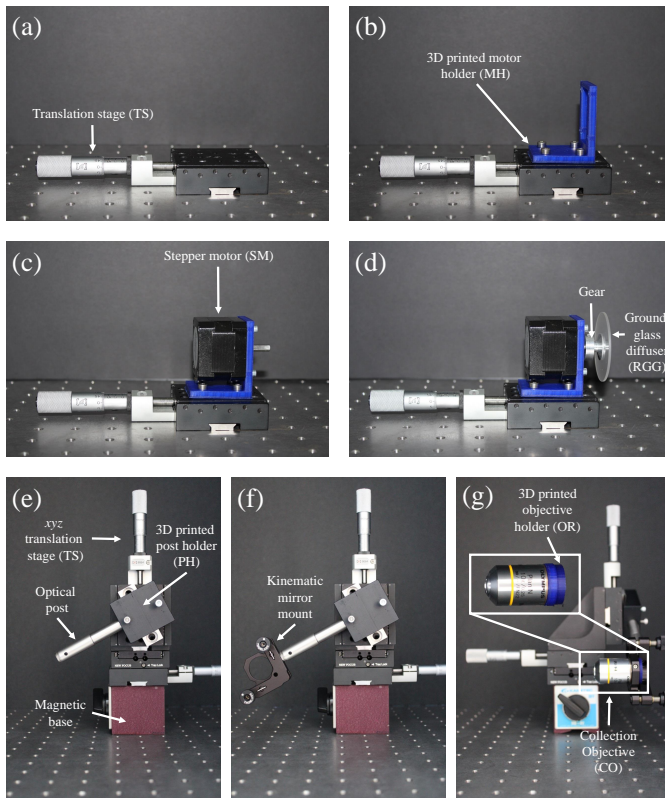 (a)
Translation stage (TS)
(b)
3D printed motor
holder (MH)
(c)
Stepper motor (SM)
(d)
Gear
Ground
glass
diffuser
(RGG)
(e)
xyz
translation
stage (TS)
3D printed
post holder
(PH)
Optical
post
Magnetic
base
(f)
Kinematic
mirror
mount
(g)
3D printed
objective
holder (OR)
Collection
Objective
(CO)